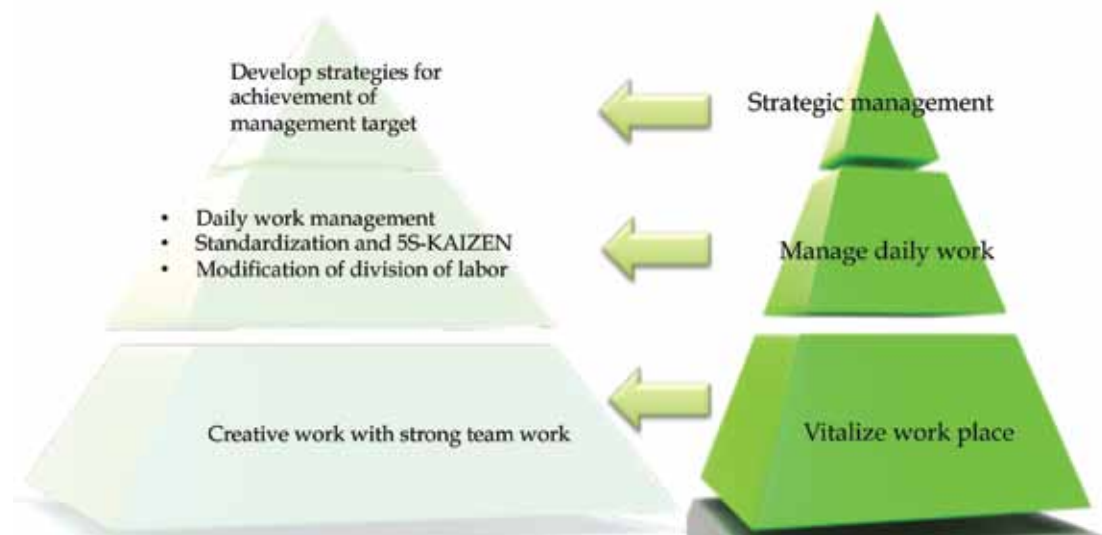 Develop strategies for
achievement of
management target
Strategic management
• Daily work management
• Standardization and 5S-KAIZEN
• Modification of division of labor
Manage daily work
Creative work with strong team work
Vitalize work place